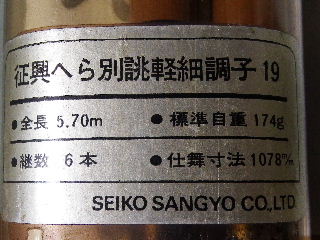 征興へら別誂軽細調子 19
●全長 5.70m ●標準自重 174g
●継数 6本 ●仕舞寸法 1078m/m
SEIKO SANGYO CO.,LTD.